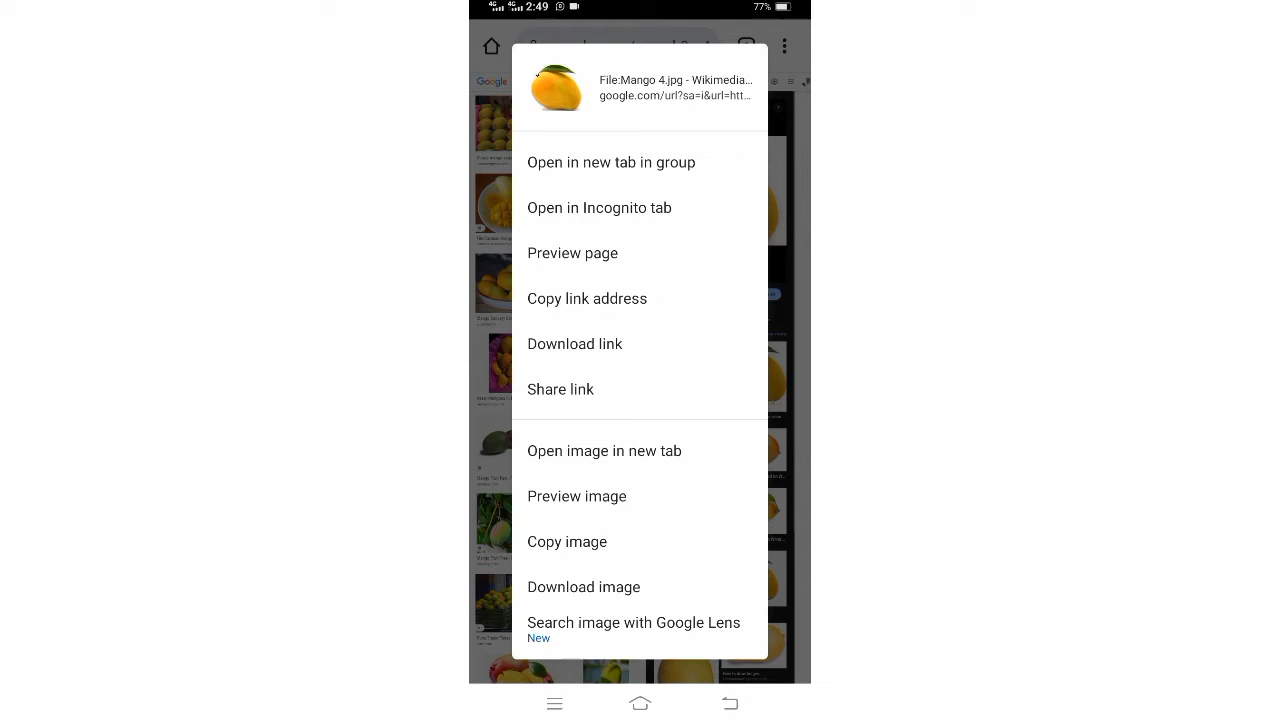 4G 4G 2:49 77%
File:Mango 4.jpg - Wikimedia...
google.com/url?sa=i&url=htt...
Google
Open in new tab in group
Open in Incognito tab
Preview page
Copy link address
Download link
Share link
Open image in new tab
Preview image
Copy image
Download image
Search image with Google Lens
New